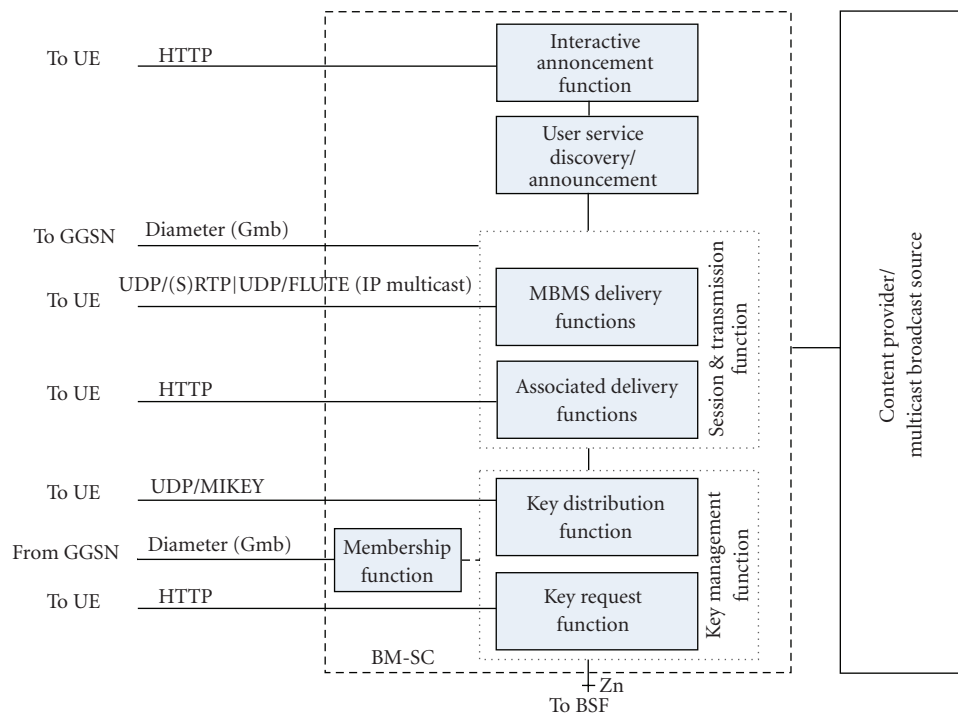 To UE
HTTP
Interactive
annoncement
function
User service
discovery/
announcement
To GGSN
Diameter (Gmb)
To UE
UDP/(S)RTP|UDP/FLUTE (IP multicast)
MBMS delivery
functions
To UE
HTTP
Associated delivery
functions
Session & transmission
function
To UE
UDP/MIKEY
Key distribution
function
From GGSN
Diameter (Gmb)
Membership
function
To UE
HTTP
Key request
function
Key management
function
BM-SC
Zn
To BSF
Content provider/
multicast broadcast source